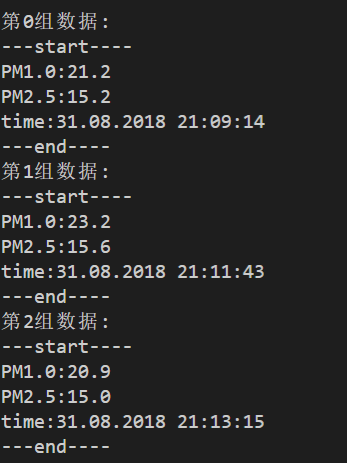 第0组数据:
---start----
PM1.0:21.2
PM2.5:15.2
time:31.08.2018 21:09:14
---end----
第1组数据:
---start----
PM1.0:23.2
PM2.5:15.6
time:31.08.2018 21:11:43
---end----
第2组数据:
---start----
PM1.0:20.9
PM2.5:15.0
time:31.08.2018 21:13:15
---end----